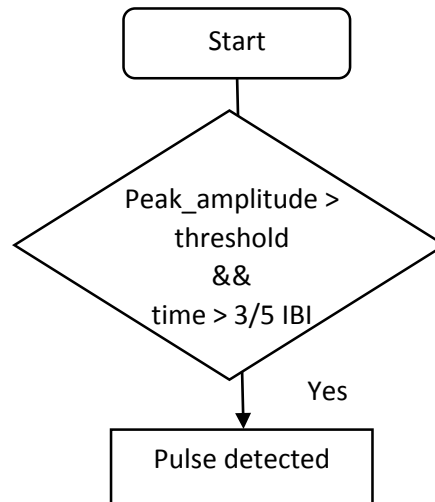 Start
Peak_amplitude >
threshold
&&
time > 3/5 IBI
Yes
Pulse detected